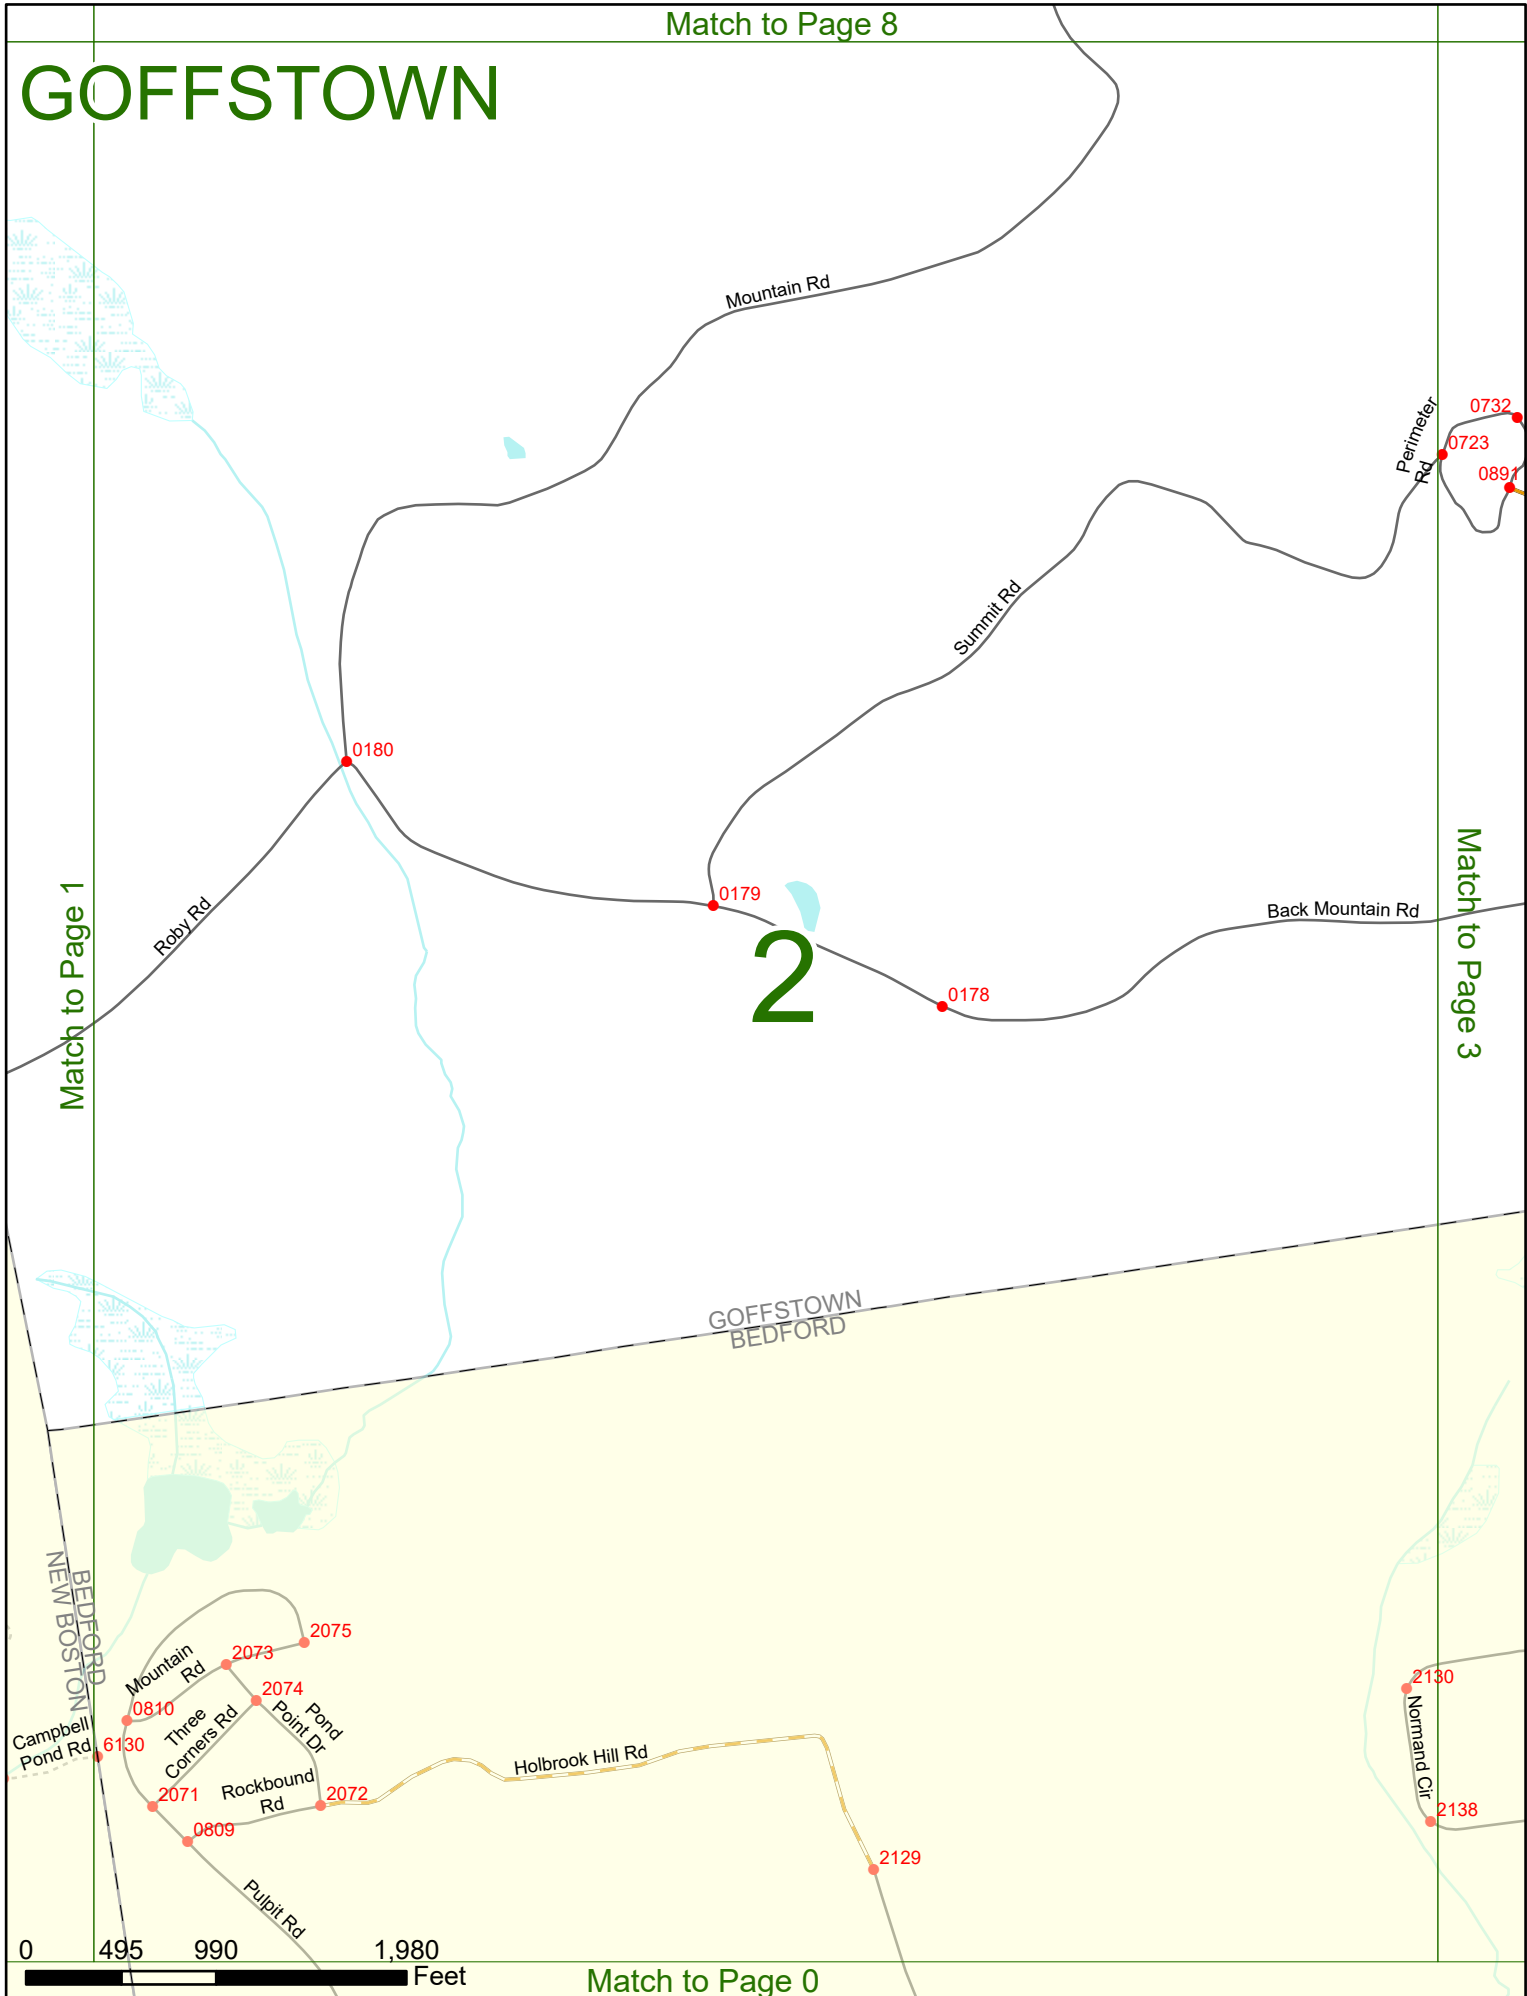 Match to Page 8
GOFFSTOWN
Mountain Rd
Perimeter
Rd
0732
0723
0891
Summit Rd
0180
Match to Page 1
Roby Rd
0179
2
0178
Back Mountain Rd
Match to Page 3
GOFFSTOWN
BEDFORD
BEDFORD
NEW BOSTON
2075
2073
Mountain
Rd
2074
0810
Three
Corners Rd
Pond
Point Dr
Campbell
Pond Rd
6130
2071
Rockbound
Rd
2072
0809
Holbrook Hill Rd
2129
2130
Normand Cir
2138
Pulpit Rd
0 495 990 1,980
Feet
Match to Page 0